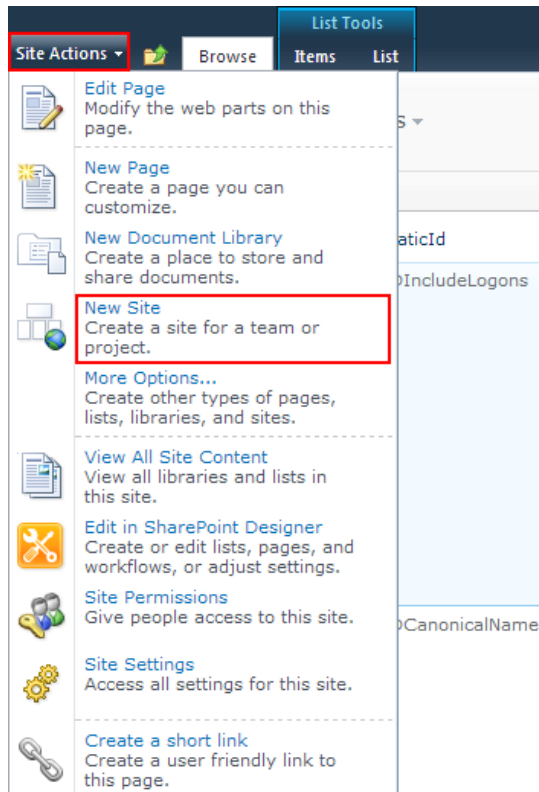 List Tools
Site Actions
Browse
Items
List
Edit Page
Modify the web parts on this
page.
New Page
Create a page you can
customize.
New Document Library
Create a place to store and
share documents.
New Site
Create a site for a team or
project.
More Options...
Create other types of pages,
lists, libraries, and sites.
View All Site Content
View all libraries and lists in
this site.
Edit in SharePoint Designer
Create or edit lists, pages, and
workflows, or adjust settings.
Site Permissions
Give people access to this site.
Site Settings
Access all settings for this site.
Create a short link
Create a user friendly link to
this page.
s
aticId
IncludeLogons
CanonicalName